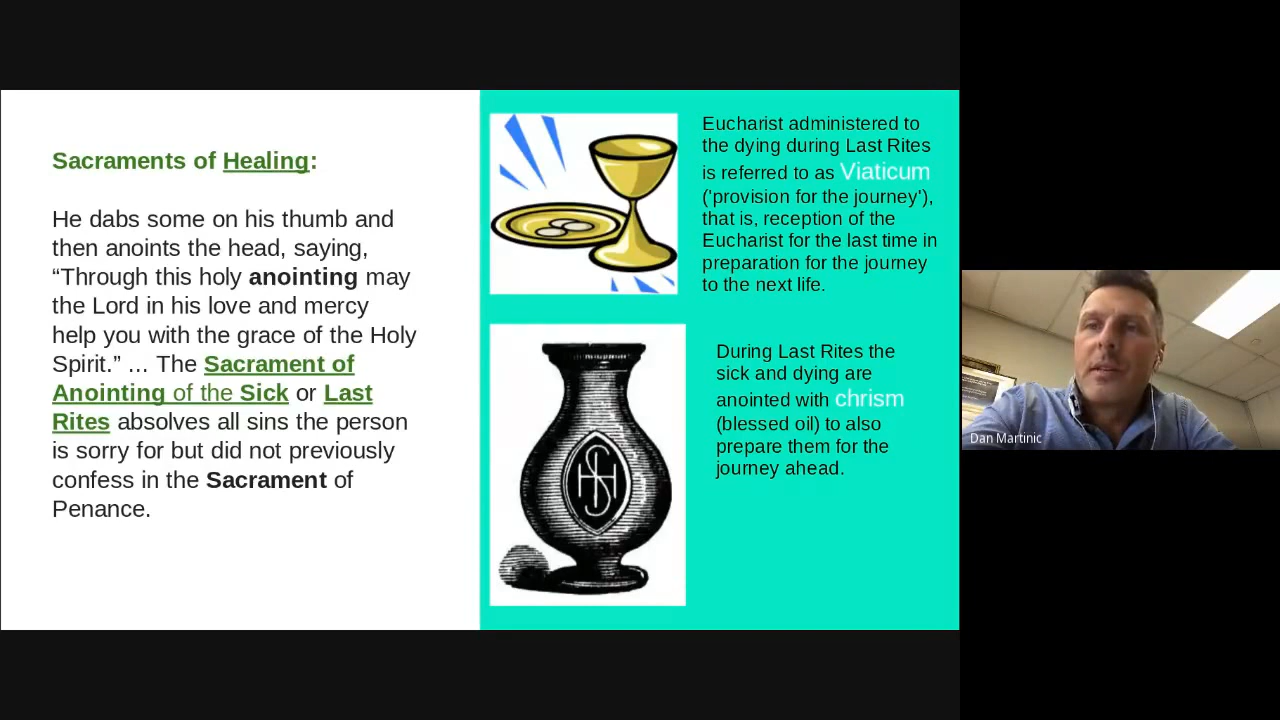 Sacraments of Healing:
He dabs some on his thumb and
then anoints the head, saying,
“Through this holy anointing may
the Lord in his love and mercy
help you with the grace of the Holy
Spirit.” ... The Sacrament of
Anointing of the Sick or Last
Rites absolves all sins the person
is sorry for but did not previously
confess in the Sacrament of
Penance.
Eucharist administered to
the dying during Last Rites
is referred to as Viaticum
('provision for the journey'),
that is, reception of the
Eucharist for the last time in
preparation for the journey
to the next life.
During Last Rites the
sick and dying are
anointed with chrism
(blessed oil) to also
prepare them for the
journey ahead.
IHS
Dan Martinic